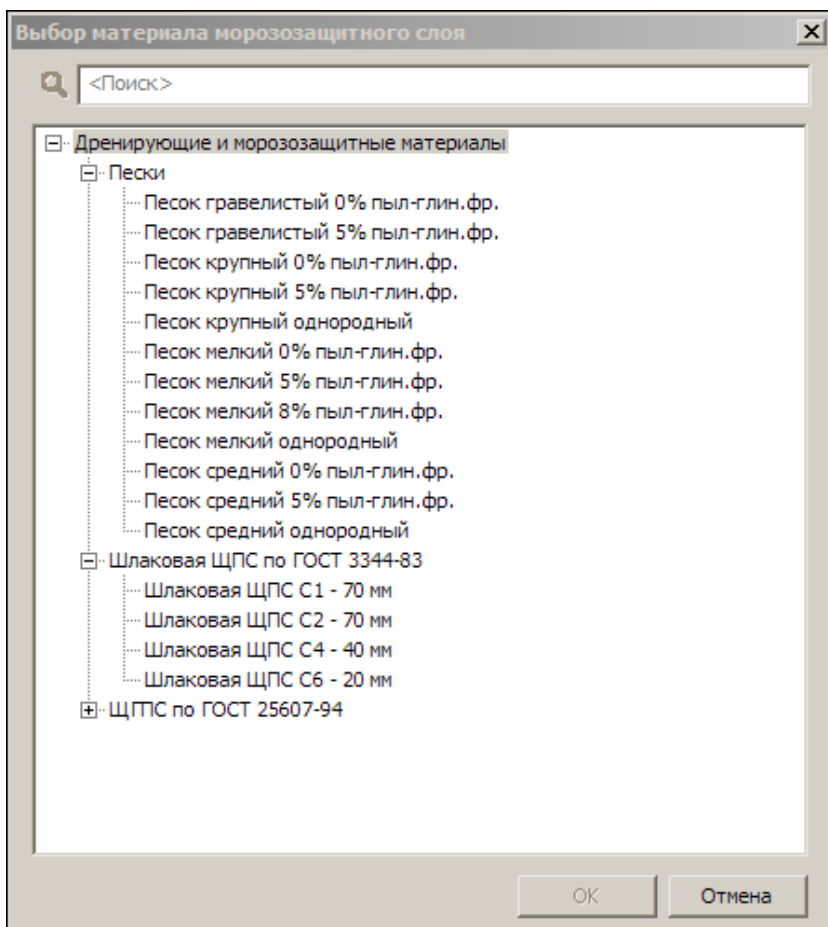 Выбор материала морозозащитного слоя
<Поиск>
Дренирующие и морозозащитные материалы
Пески
Песок гравелистый 0% пыл-глин.фр.
Песок гравелистый 5% пыл-глин.фр.
Песок крупный 0% пыл-глин.фр.
Песок крупный 5% пыл-глин.фр.
Песок крупный однородный
Песок мелкий 0% пыл-глин.фр.
Песок мелкий 5% пыл-глин.фр.
Песок мелкий 8% пыл-глин.фр.
Песок мелкий однородный
Песок средний 0% пыл-глин.фр.
Песок средний 5% пыл-глин.фр.
Песок средний однородный
Шлаковая ЩПС по ГОСТ 3344-83
Шлаковая ЩПС С1 - 70 мм
Шлаковая ЩПС С2 - 70 мм
Шлаковая ЩПС С4 - 40 мм
Шлаковая ЩПС С6 - 20 мм
ЩГПС по ГОСТ 25607-94
ОК
Отмена